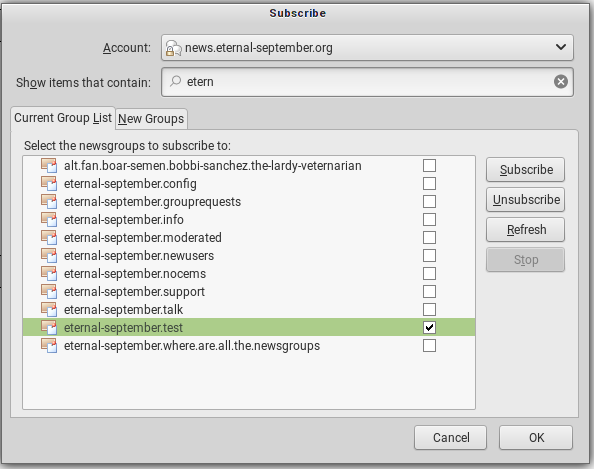 Subscribe
Account: news.eternal-september.org
Show items that contain: etern
Current Group List New Groups
Select the newsgroups to subscribe to:
alt.fan.boar-semen.bobbi-sanchez.the-lardy-veternarian
eternal-september.config
eternal-september.grouprequests
eternal-september.info
eternal-september.moderated
eternal-september.newusers
eternal-september.nocems
eternal-september.support
eternal-september.talk
eternal-september.test
eternal-september.where.are.all.the.newsgroups
Subscribe
Unsubscribe
Refresh
Stop
Cancel OK